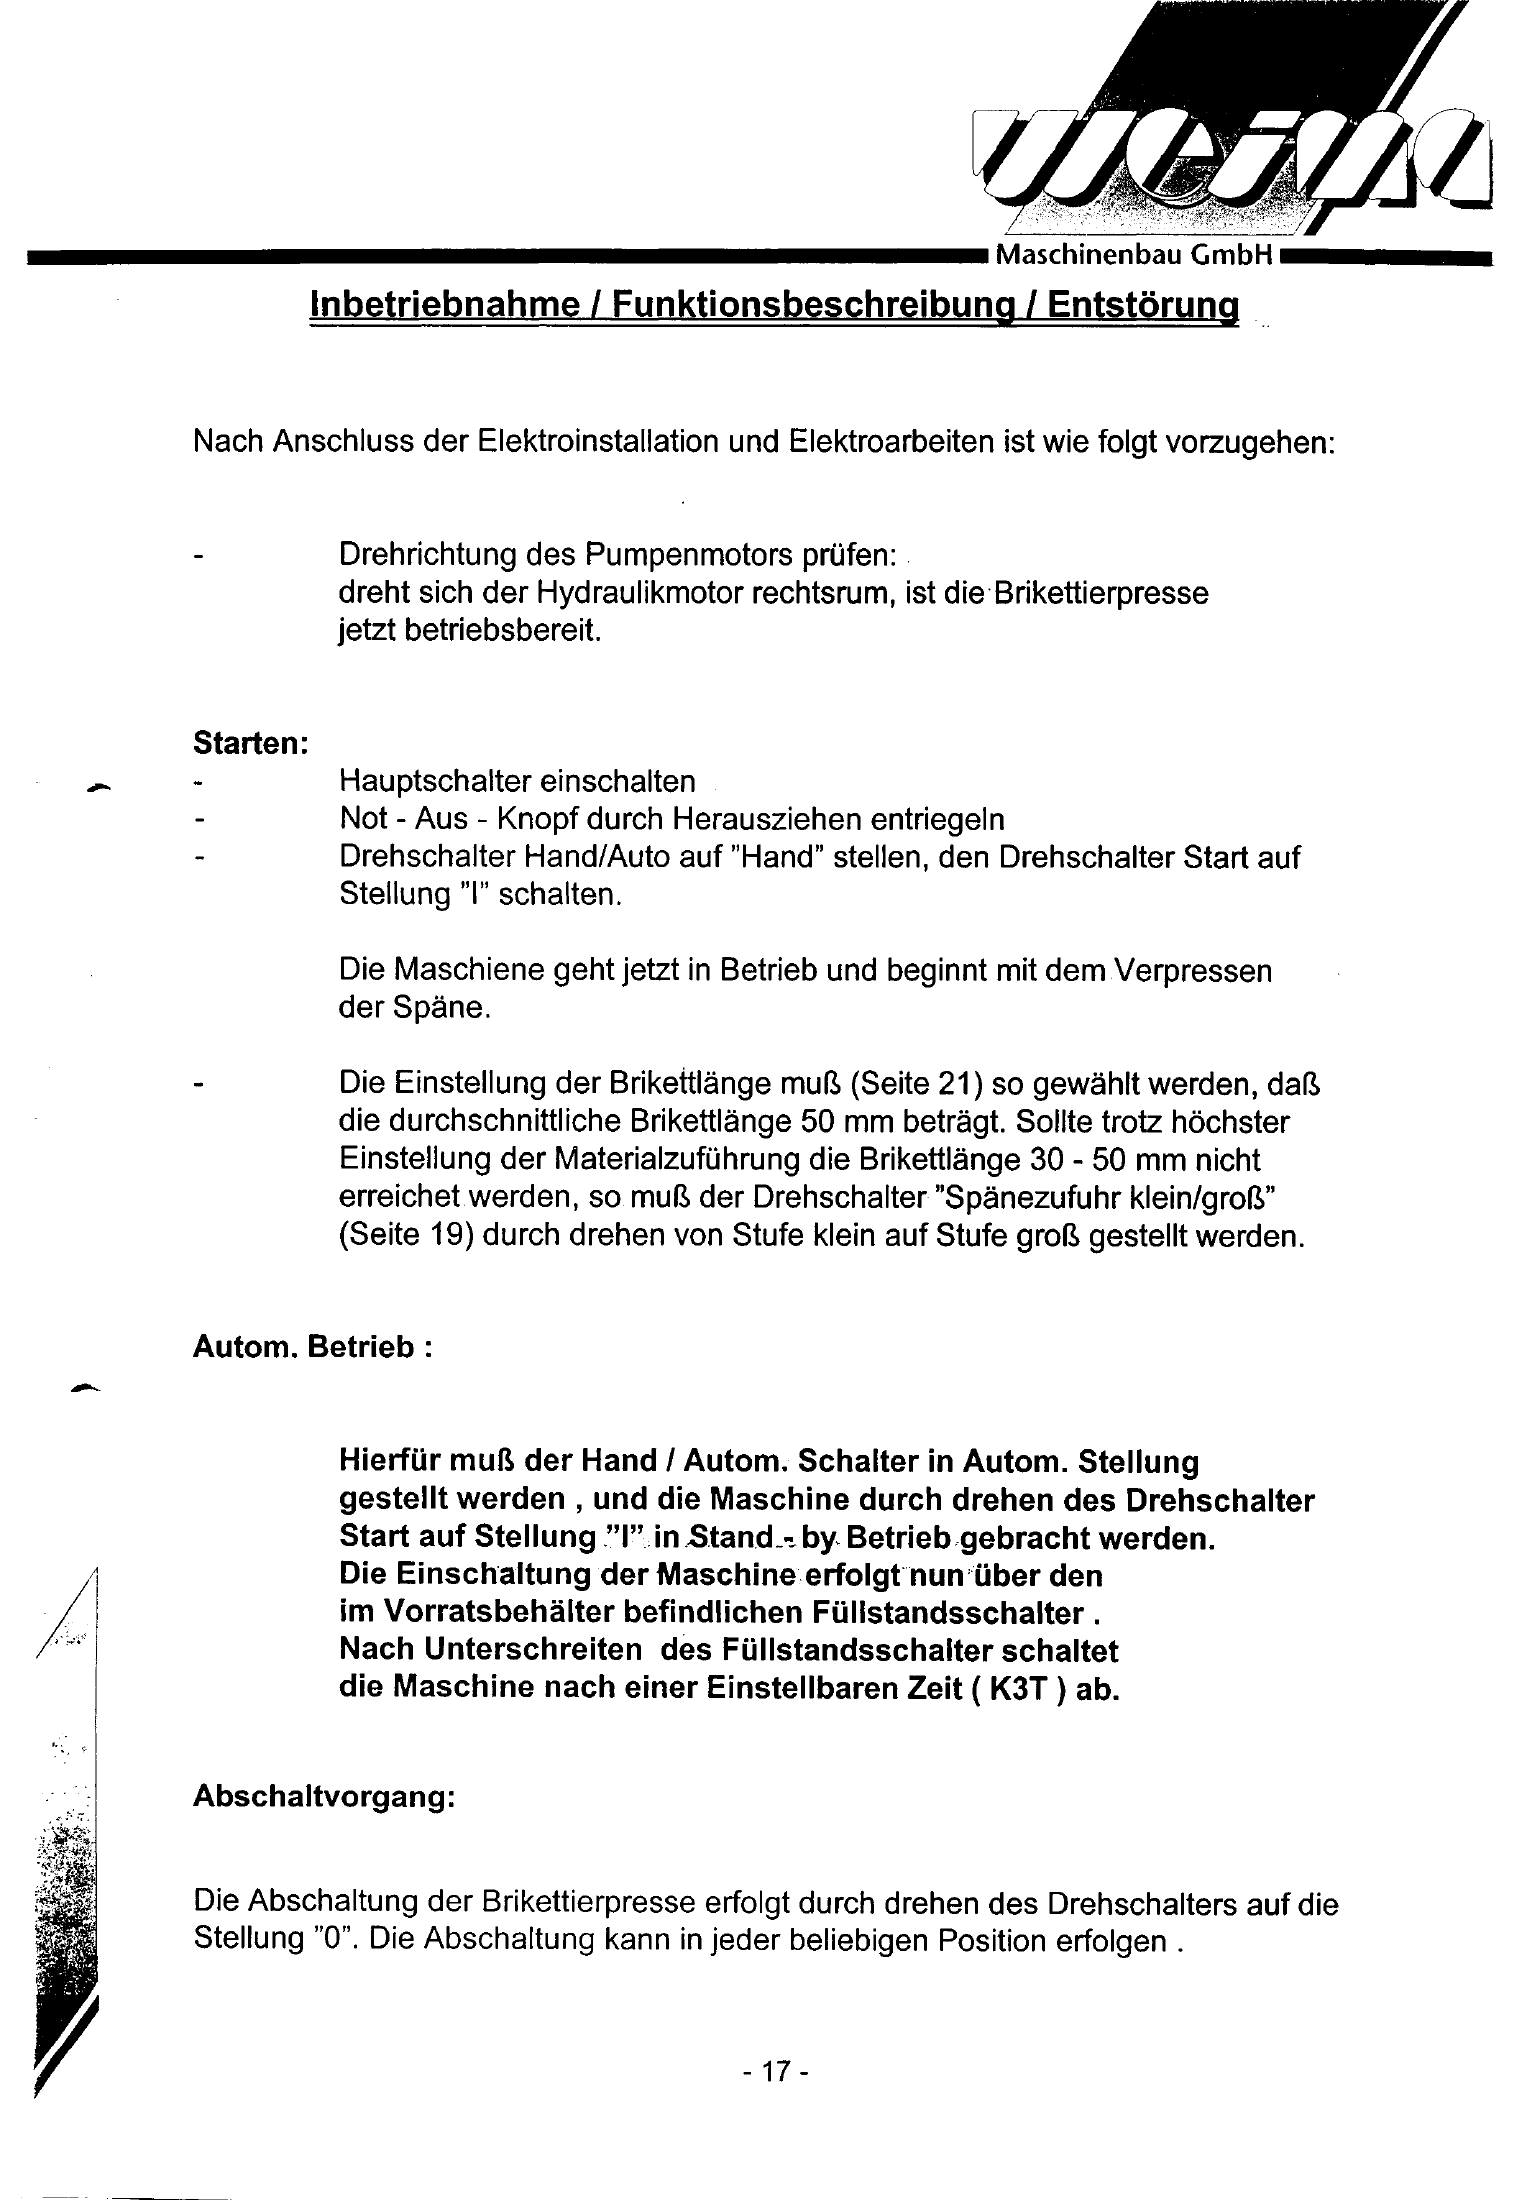 weima
Maschinenbau GmbH
Inbetriebnahme / Funktionsbeschreibung / Entstörung
Nach Anschluss der Elektroinstallation und Elektroarbeiten ist wie folgt vorzugehen:
- Drehrichtung des Pumpenmotors prüfen:
dreht sich der Hydraulikmotor rechtsrum, ist die Brikettierpresse
jetzt betriebsbereit.
Starten:
- Hauptschalter einschalten
- Not - Aus - Knopf durch Herausziehen entriegeln
- Drehschalter Hand/Auto auf "Hand" stellen, den Drehschalter Start auf
Stellung "I" schalten.
Die Maschiene geht jetzt in Betrieb und beginnt mit dem Verpressen
der Späne.
- Die Einstellung der Brikettlänge muß (Seite 21) so gewählt werden, daß
die durchschnittliche Brikettlänge 50 mm beträgt. Sollte trotz höchster
Einstellung der Materialzuführung die Brikettlänge 30 - 50 mm nicht
erreichet werden, so muß der Drehschalter "Spänezufuhr klein/groß"
(Seite 19) durch drehen von Stufe klein auf Stufe groß gestellt werden.
Autom. Betrieb :
Hierfür muß der Hand / Autom. Schalter in Autom. Stellung
gestellt werden , und die Maschine durch drehen des Drehschalter
Start auf Stellung "I" in Stand - by Betrieb gebracht werden.
Die Einschaltung der Maschine erfolgt nun über den
im Vorratsbehälter befindlichen Füllstandsschalter .
Nach Unterschreiten des Füllstandsschalter schaltet
die Maschine nach einer Einstellbaren Zeit ( K3T ) ab.
Abschaltvorgang:
Die Abschaltung der Brikettierpresse erfolgt durch drehen des Drehschalters auf die
Stellung "0". Die Abschaltung kann in jeder beliebigen Position erfolgen .
- 17 -